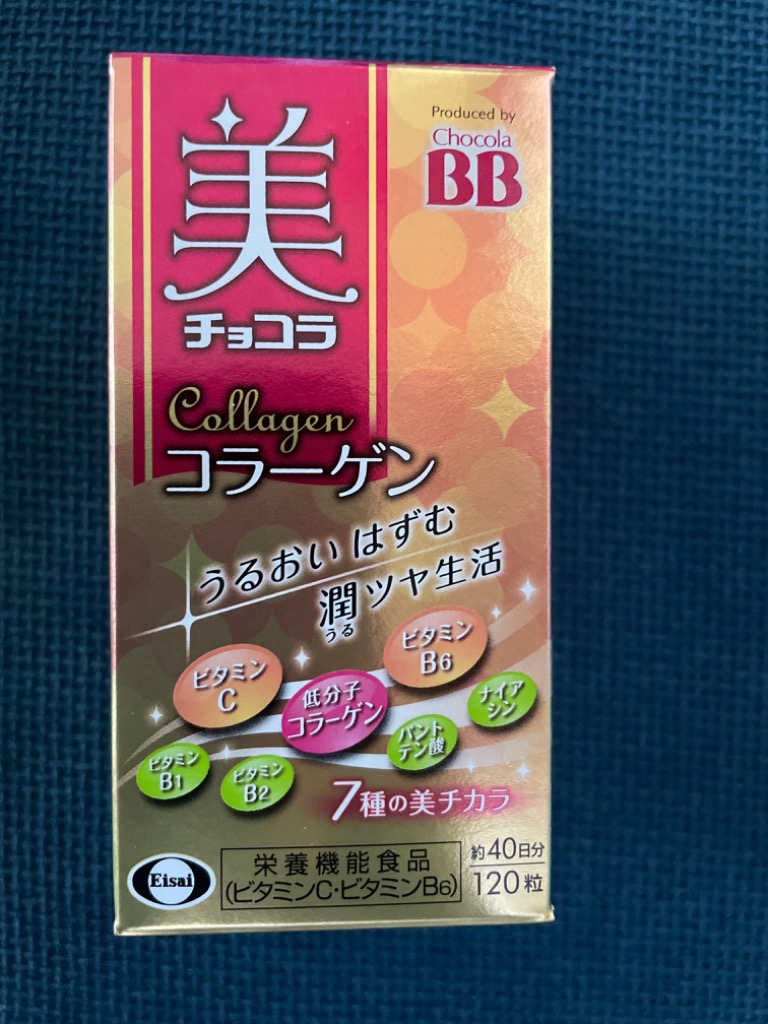 Produced by
Chocola
BB
美
チョコラ
Collagen
コラーゲン
うるおい はずむ
潤ツヤ生活
うる
ビタミン
C
低分子
コラーゲン
ビタミン
B6
ビタミン
B1
ビタミン
B2
パント
テン酸
ナイア
シン
7種の美チカラ
Eisai
栄養機能食品
(ビタミンC・ビタミンB6)
約40日分
120粒